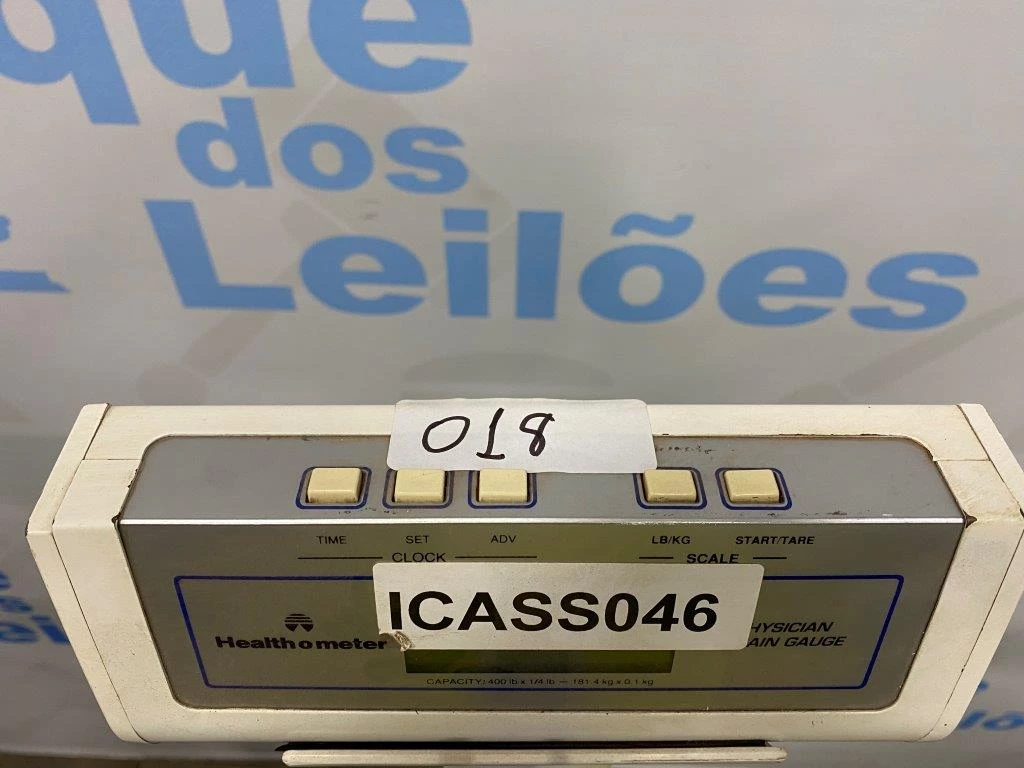 que
dos
Leilões
OT8
TIME SET ADV LB/KG START/TARE
CLOCK SCALE
ICASS046
Health o meter
HYSICIAN
AIN GAUGE
CAPACITY: 400 lb x 1/4 lb — 181.4 kg x 0.1 kg